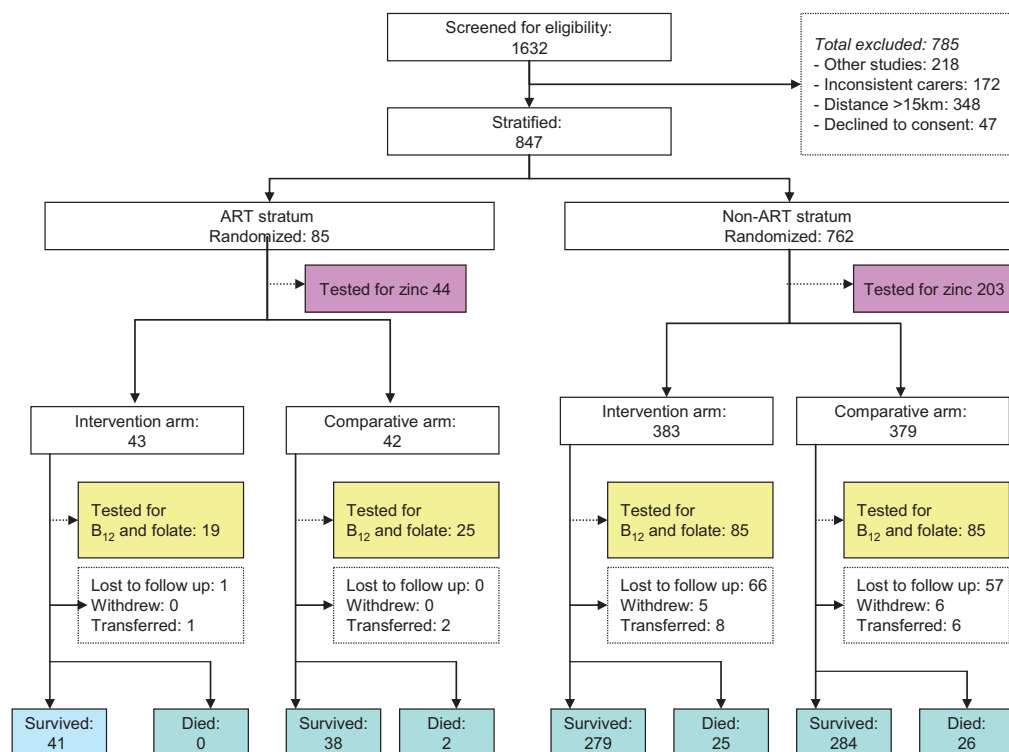 Screened for eligibility:
1632
Total excluded: 785
- Other studies: 218
- Inconsistent carers: 172
- Distance >15km: 348
- Declined to consent: 47
Stratified:
847
ART stratum
Randomized: 85
Non-ART stratum
Randomized: 762
Tested for zinc 44
Tested for zinc 203
Intervention arm:
43
Comparative arm:
42
Intervention arm:
383
Comparative arm:
379
Tested for
B₁₂ and folate: 19
Tested for
B₁₂ and folate: 25
Tested for
B₁₂ and folate: 85
Tested for
B₁₂ and folate: 85
Lost to follow up: 1
Withdrew: 0
Transferred: 1
Lost to follow up: 0
Withdrew: 0
Transferred: 2
Lost to follow up: 66
Withdrew: 5
Transferred: 8
Lost to follow up: 57
Withdrew: 6
Transferred: 6
Survived:
41
Died:
0
Survived:
38
Died:
2
Survived:
279
Died:
25
Survived:
284
Died:
26